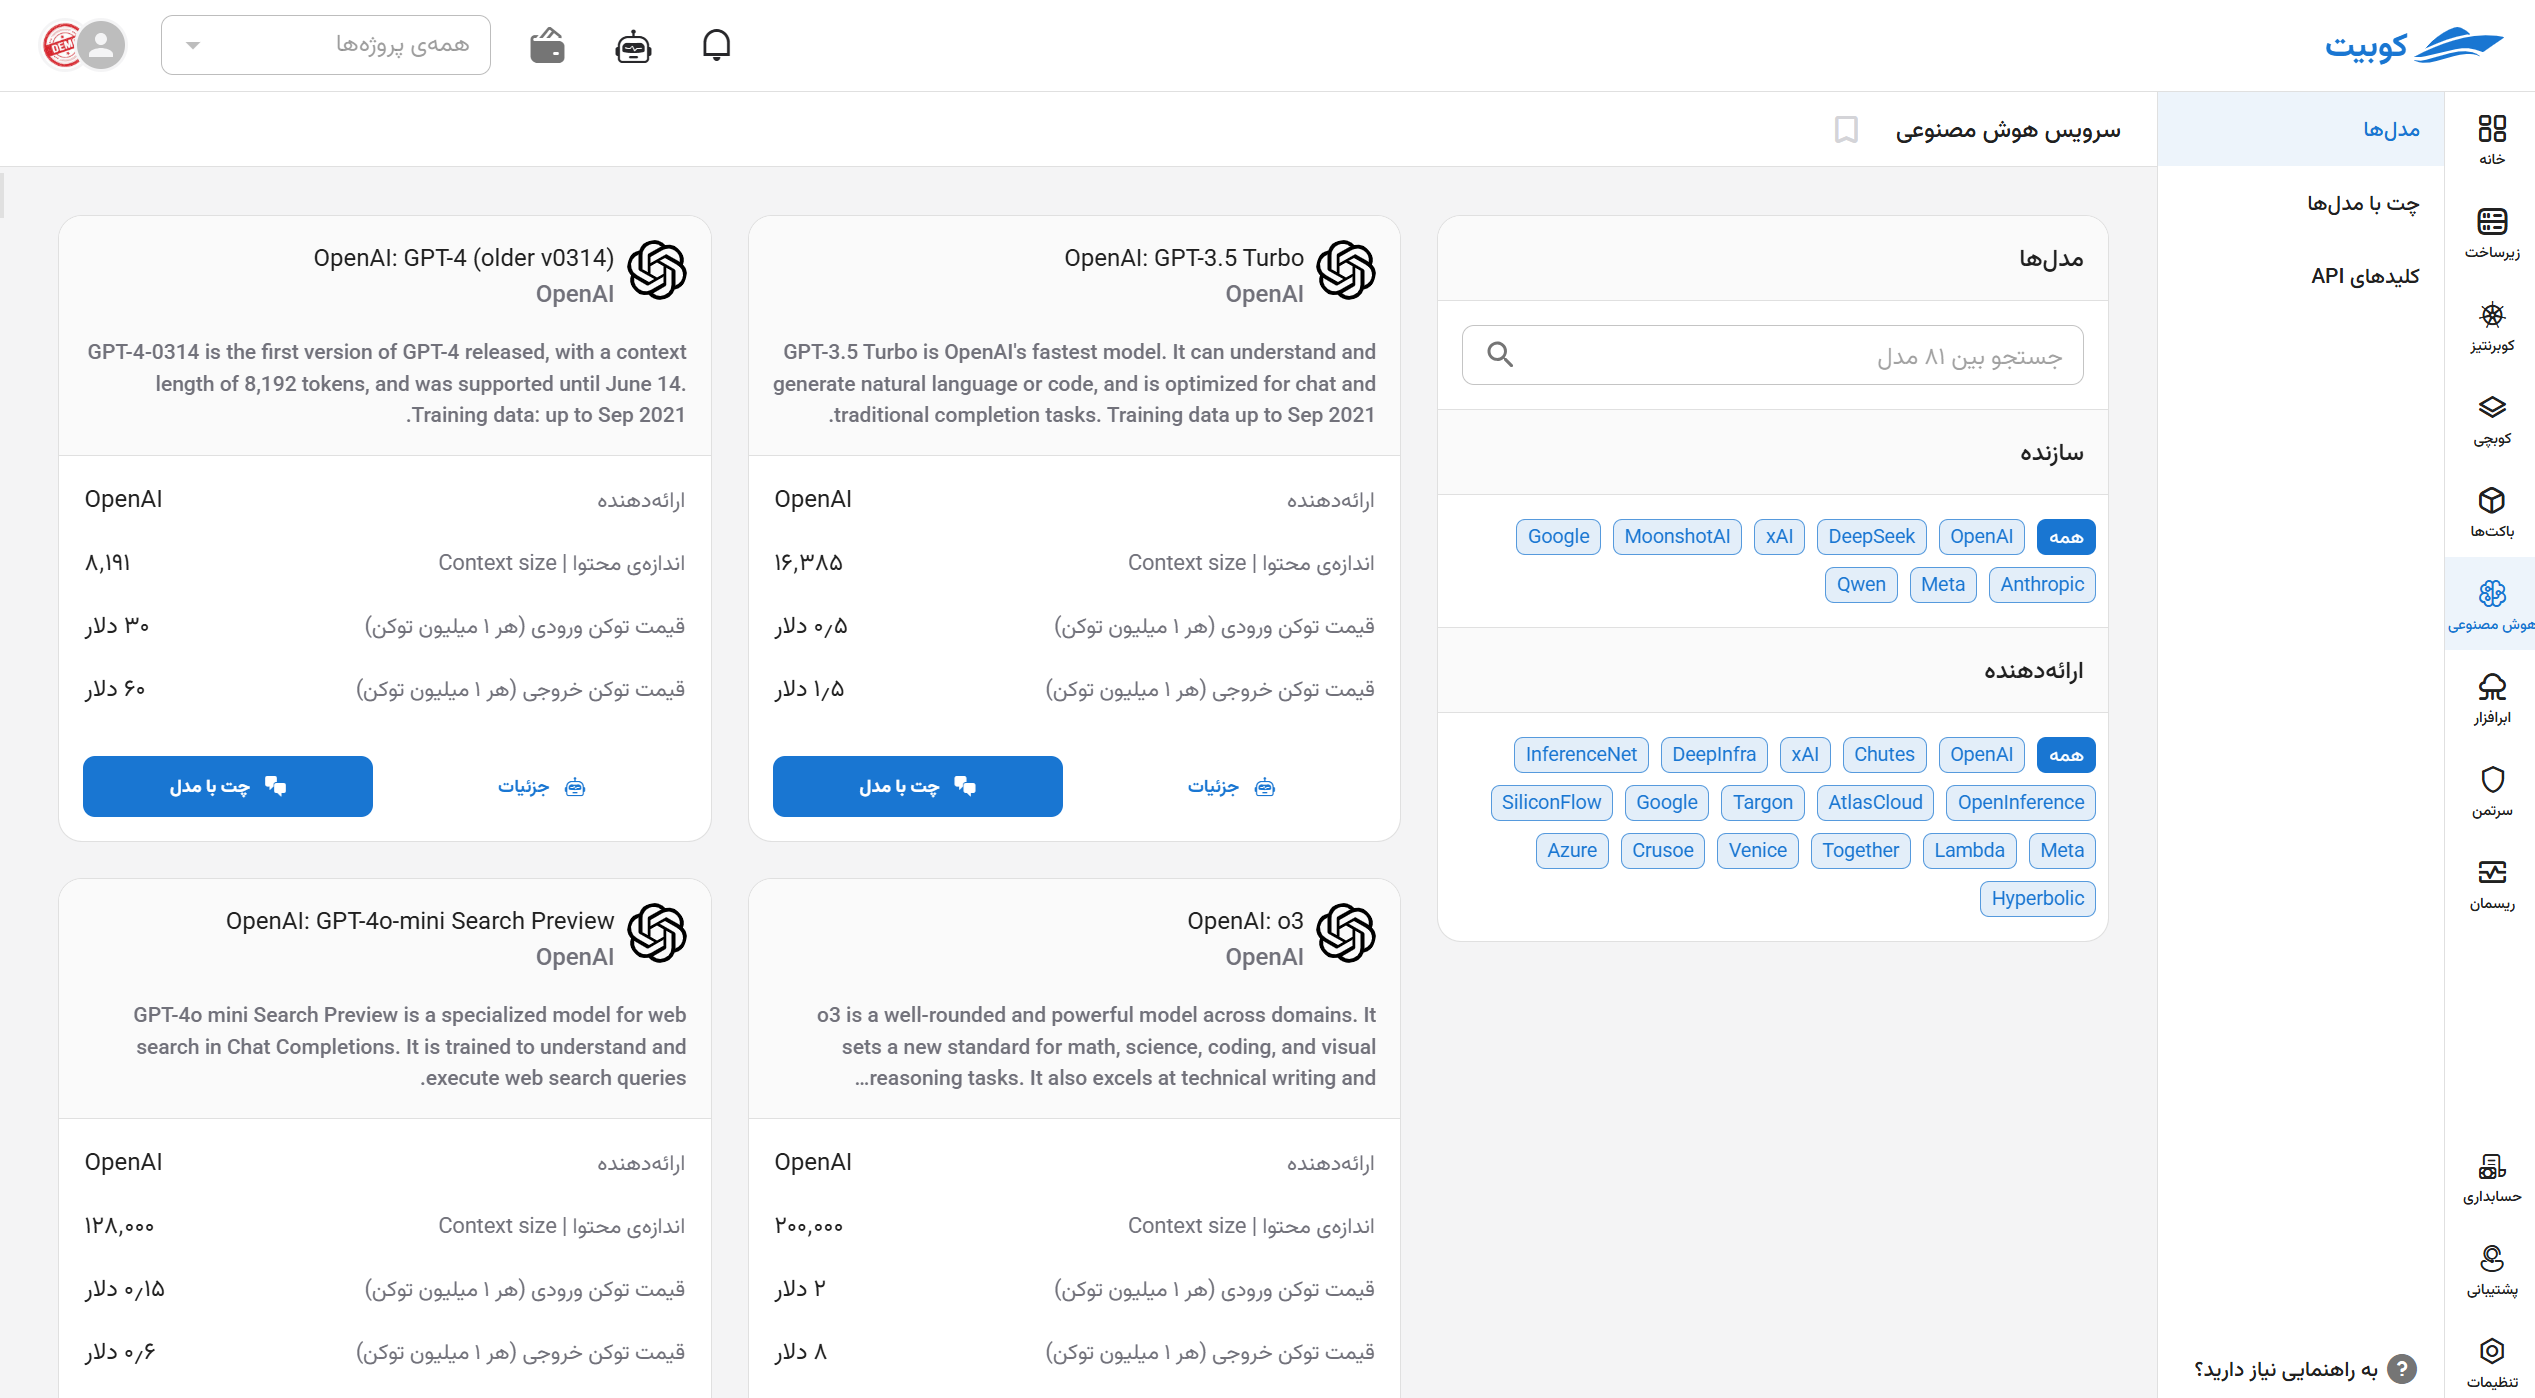 کوبیت
همه‌ی پروژه‌ها
DEM
خانه
زیرساخت
کوبرنتیز
کوبچی
باکت‌ها
هوش مصنوعی
ابرافزار
سرتمن
ریسمان
حسابداری
پشتیبانی
تنظیمات
مدل‌ها
چت با مدل‌ها
کلیدهای API
به راهنمایی نیاز دارید؟
سرویس هوش مصنوعی
مدل‌ها
جستجو بین ۸۱ مدل
سازنده
همه OpenAI DeepSeek xAI MoonshotAI Google
Anthropic Meta Qwen
ارائه‌دهنده
همه OpenAI Chutes xAI DeepInfra InferenceNet
OpenInference AtlasCloud Targon Google SiliconFlow
Meta Lambda Together Venice Crusoe Azure
Hyperbolic
OpenAI: GPT-3.5 Turbo
OpenAI
GPT-3.5 Turbo is OpenAI's fastest model. It can understand and
generate natural language or code, and is optimized for chat and
.traditional completion tasks. Training data up to Sep 2021
ارائه‌دهنده OpenAI
اندازه‌ی محتوا | Context size ۱۶,۳۸۵
قیمت توکن ورودی (هر ۱ میلیون توکن) ۰٫۵ دلار
قیمت توکن خروجی (هر ۱ میلیون توکن) ۱٫۵ دلار
جزئیات
چت با مدل
OpenAI: GPT-4 (older v0314)
OpenAI
GPT-4-0314 is the first version of GPT-4 released, with a context
length of 8,192 tokens, and was supported until June 14.
.Training data: up to Sep 2021
ارائه‌دهنده OpenAI
اندازه‌ی محتوا | Context size ۸,۱۹۱
قیمت توکن ورودی (هر ۱ میلیون توکن) ۳۰ دلار
قیمت توکن خروجی (هر ۱ میلیون توکن) ۶۰ دلار
جزئیات
چت با مدل
OpenAI: o3
OpenAI
o3 is a well-rounded and powerful model across domains. It
sets a new standard for math, science, coding, and visual
...reasoning tasks. It also excels at technical writing and
ارائه‌دهنده OpenAI
اندازه‌ی محتوا | Context size ۲۰۰,۰۰۰
قیمت توکن ورودی (هر ۱ میلیون توکن) ۲ دلار
قیمت توکن خروجی (هر ۱ میلیون توکن) ۸ دلار
OpenAI: GPT-4o-mini Search Preview
OpenAI
GPT-4o mini Search Preview is a specialized model for web
search in Chat Completions. It is trained to understand and
.execute web search queries
ارائه‌دهنده OpenAI
اندازه‌ی محتوا | Context size ۱۲۸,۰۰۰
قیمت توکن ورودی (هر ۱ میلیون توکن) ۰٫۱۵ دلار
قیمت توکن خروجی (هر ۱ میلیون توکن) ۰٫۶ دلار